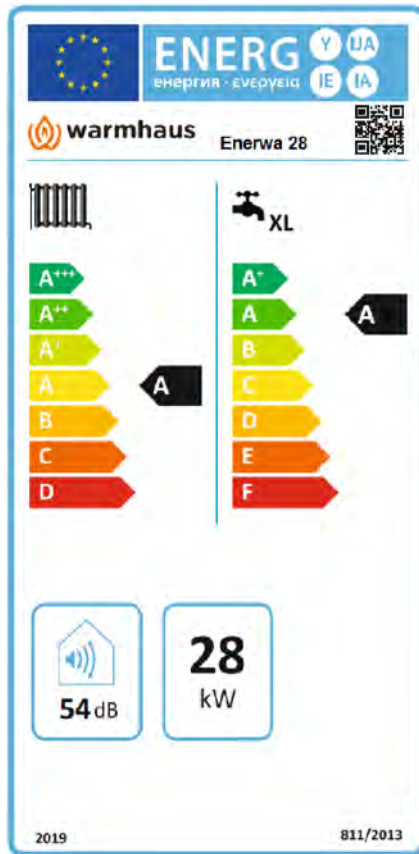 ENERG Y IJA
енергия · ενεργεια IE IA
warmhaus Enerwa 28
XL
A+++ A+
A++ A A
A+ B
A A C
B D
C E
D F
54 dB
28
kW
2019 811/2013